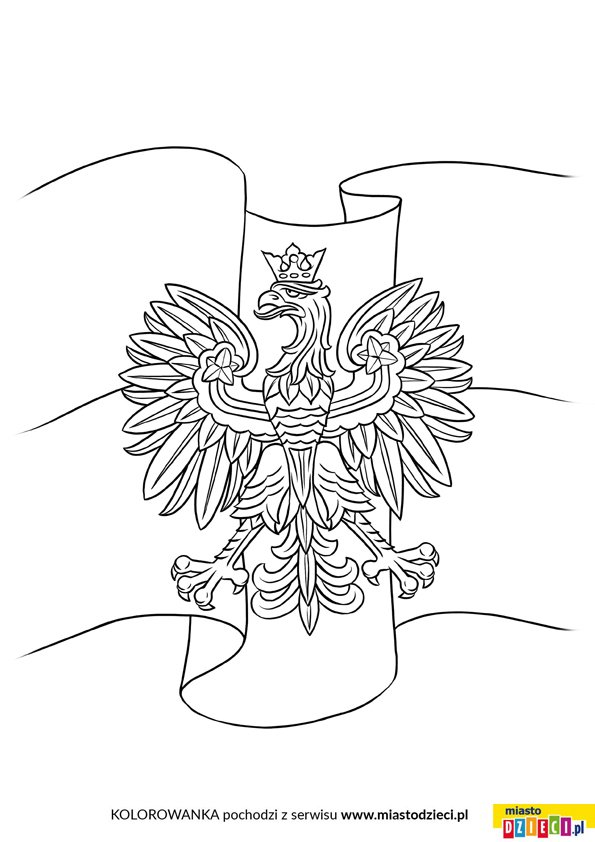 KOLOROWANKA pochodzi z serwisu www.miastodzieci.pl
miasto
DZIECI.pl